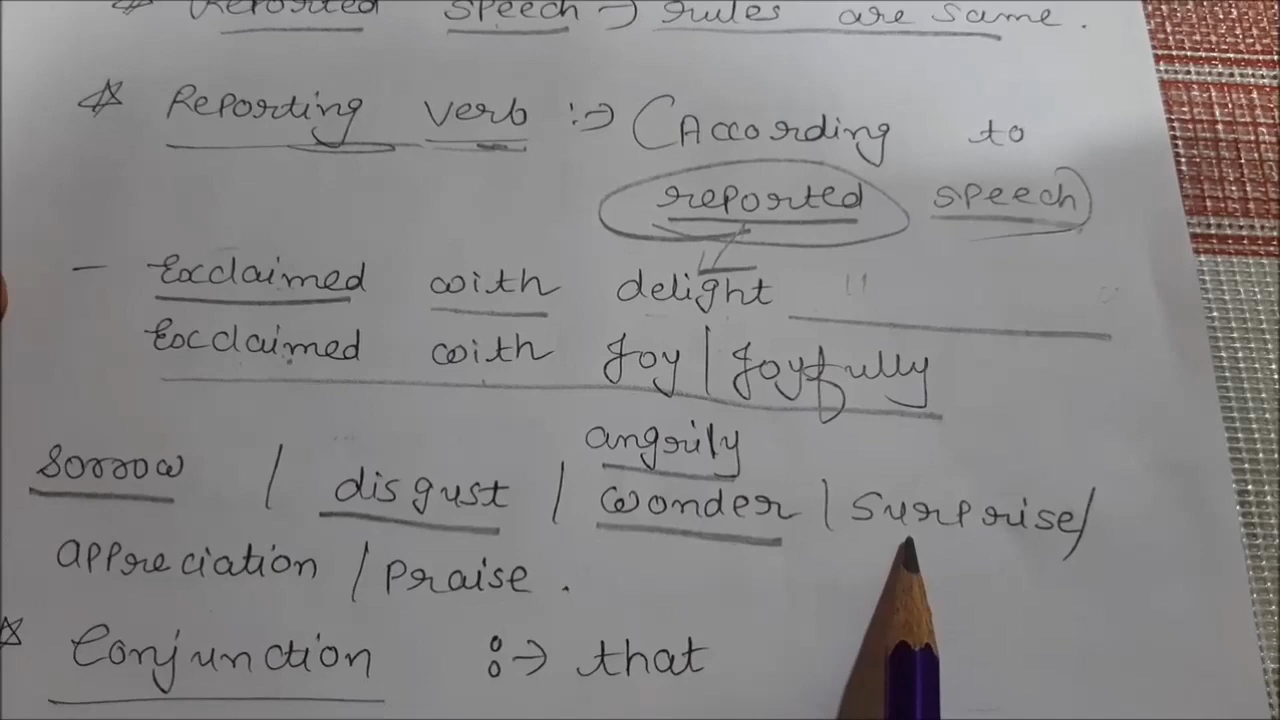 ☆ Reported speech → rules are same.
☆ Reporting verb :→ (According to
reported speech)
- Exclaimed with delight "
Exclaimed with Joy | Joyfully
angrily
sorrow / disgust / wonder | surprise/
appreciation / praise.
☆ Conjunction :→ that